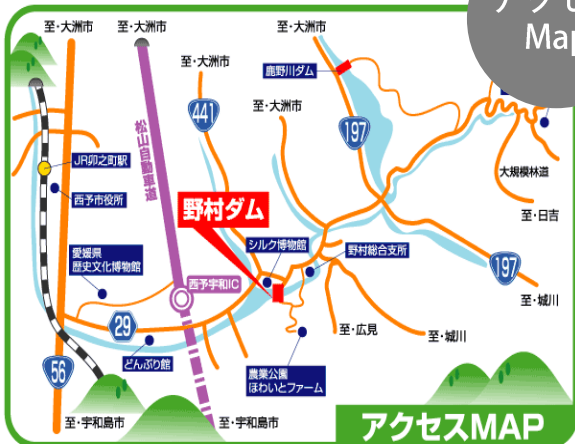 アクセ
Map
至・大洲市
至・大洲市
至・大洲市
至・大洲市
鹿野川ダム
441
至・大洲市
197
松山自動車道
JR卯之町駅
西予市役所
大規模林道
至・日吉
野村ダム
シルク博物館
野村総合支所
愛媛県
歴史文化博物館
西予宇和IC
197
至・城川
29
どんぶり館
至・広見
至・城川
56
農業公園
ほわいとファーム
至・宇和島市
至・宇和島市
アクセスMAP